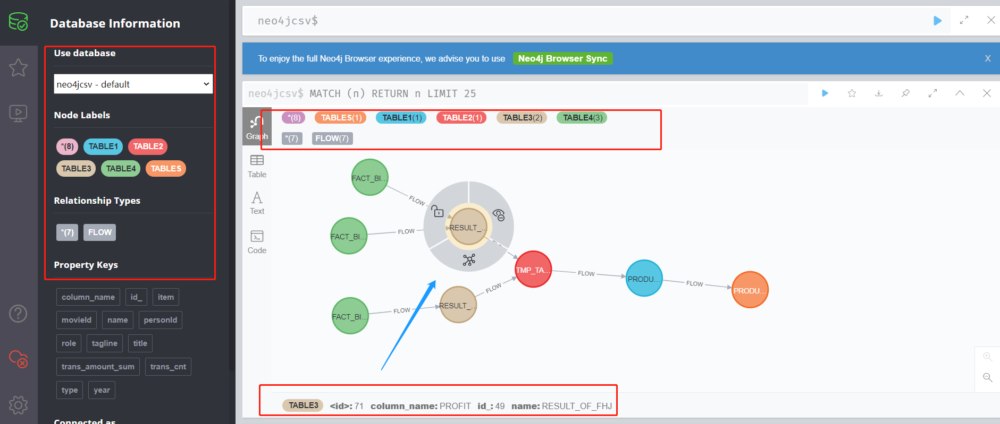 Database Information
Use database
neo4jcsv - default
Node Labels
*(8) TABLE1 TABLE2
TABLE3 TABLE4 TABLES
Relationship Types
*(7) FLOW
Property Keys
column_name id_ item
movieId name personId
role tagline title
trans_amount_sum trans_cnt
type year
Connected as
neo4jcsv$
To enjoy the full Neo4j Browser experience, we advise you to use Neo4j Browser Sync X
neo4jcsv$ MATCH (n) RETURN n LIMIT 25
Graph
Table
Text
Code
*(8) TABLES(1) TABLE1(1) TABLE2(1) TABLE3(2) TABLE4(3)
*(7) FLOW(7)
FACT_BI...
FLOW
RESULT_...
FACT_BI...
FLOW
TMP_TA...
FLOW
PRODU...
FLOW
PRODU...
FLOW
RESULT_...
FLOW
FACT_BI...
TABLE3 <id>: 71 column_name: PROFIT id_: 49 name: RESULT_OF_FHJ